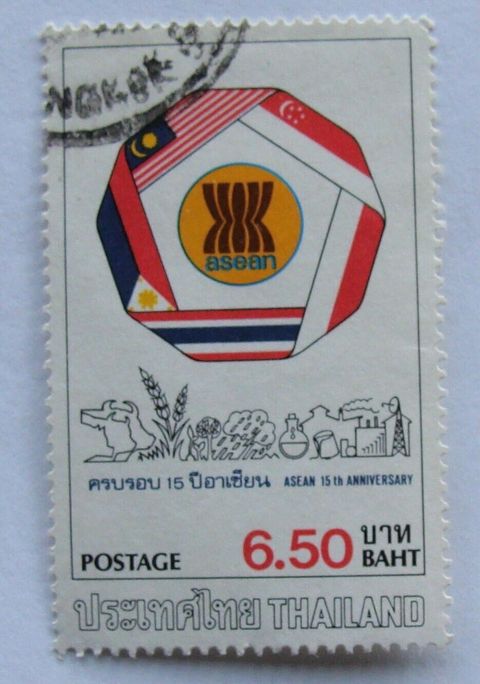 NGKOK
asean
ครบรอบ 15 ปีอาเซียน ASEAN 15th ANNIVERSARY
POSTAGE 6.50 บาท
BAHT
ประเทศไทย THAILAND